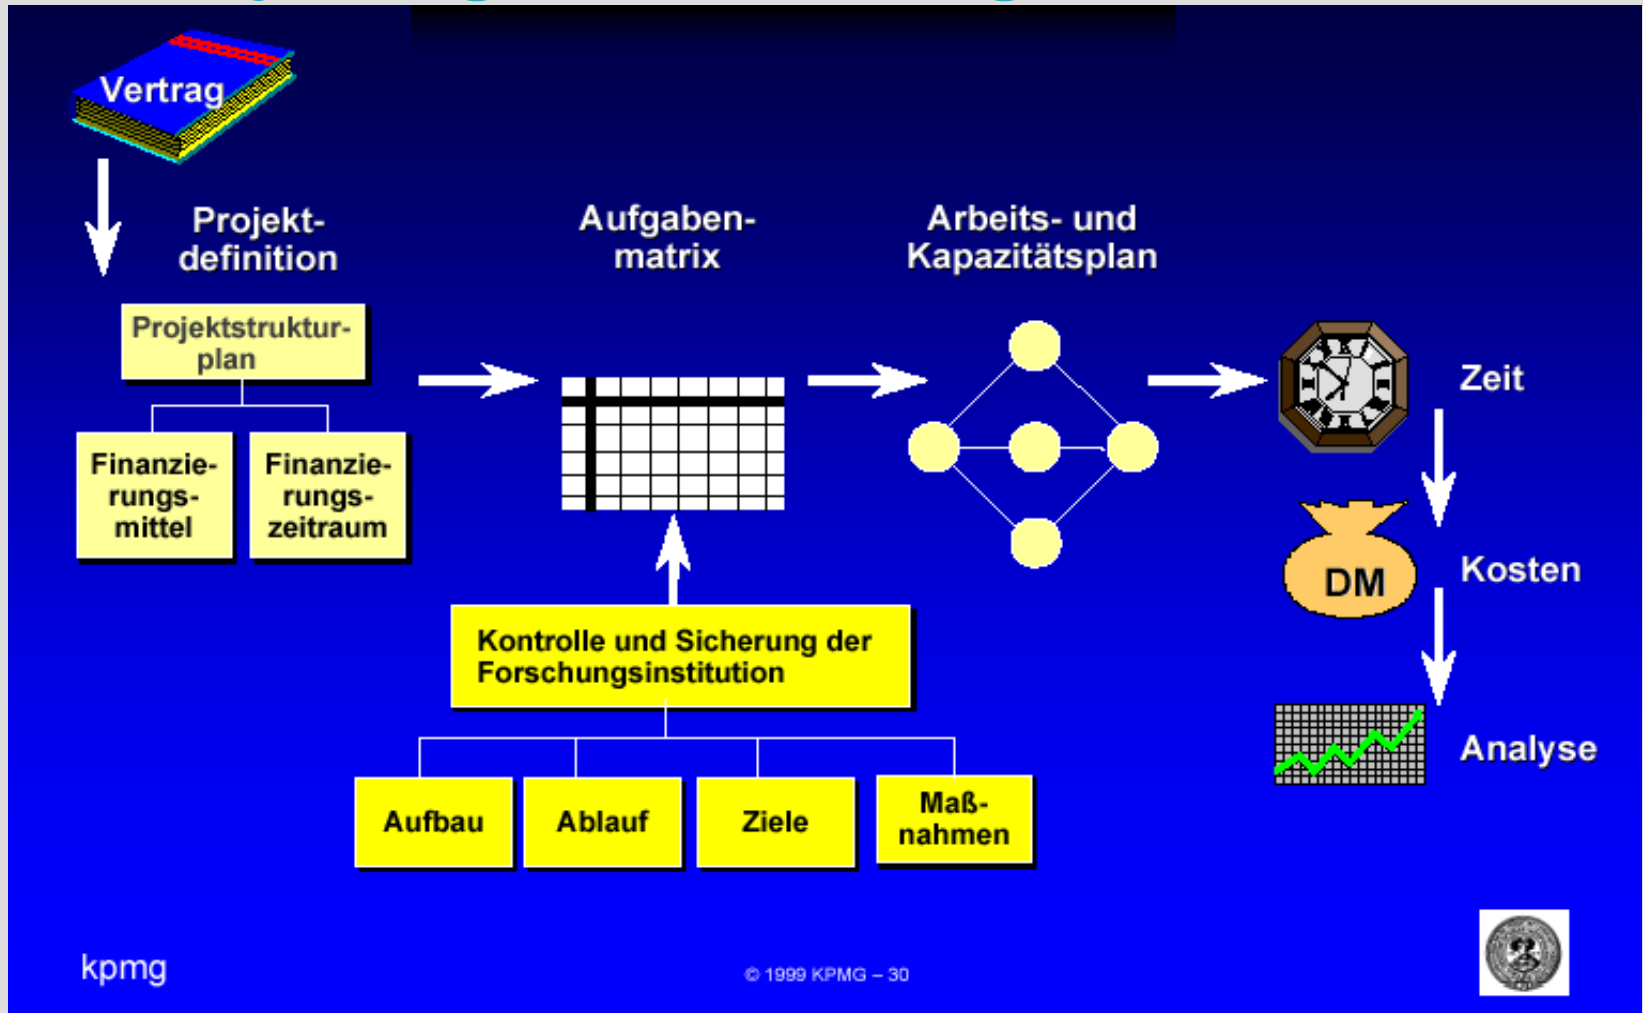 Vertrag
Projekt-
definition
Aufgaben-
matrix
Arbeits- und
Kapazitätsplan
Projektstruktur-
plan
Finanzie-
rungs-
mittel
Finanzie-
rungs-
zeitraum
Zeit
DM
Kosten
Kontrolle und Sicherung der
Forschungsinstitution
Analyse
Aufbau
Ablauf
Ziele
Maß-
nahmen
kpmg
© 1999 KPMG – 30